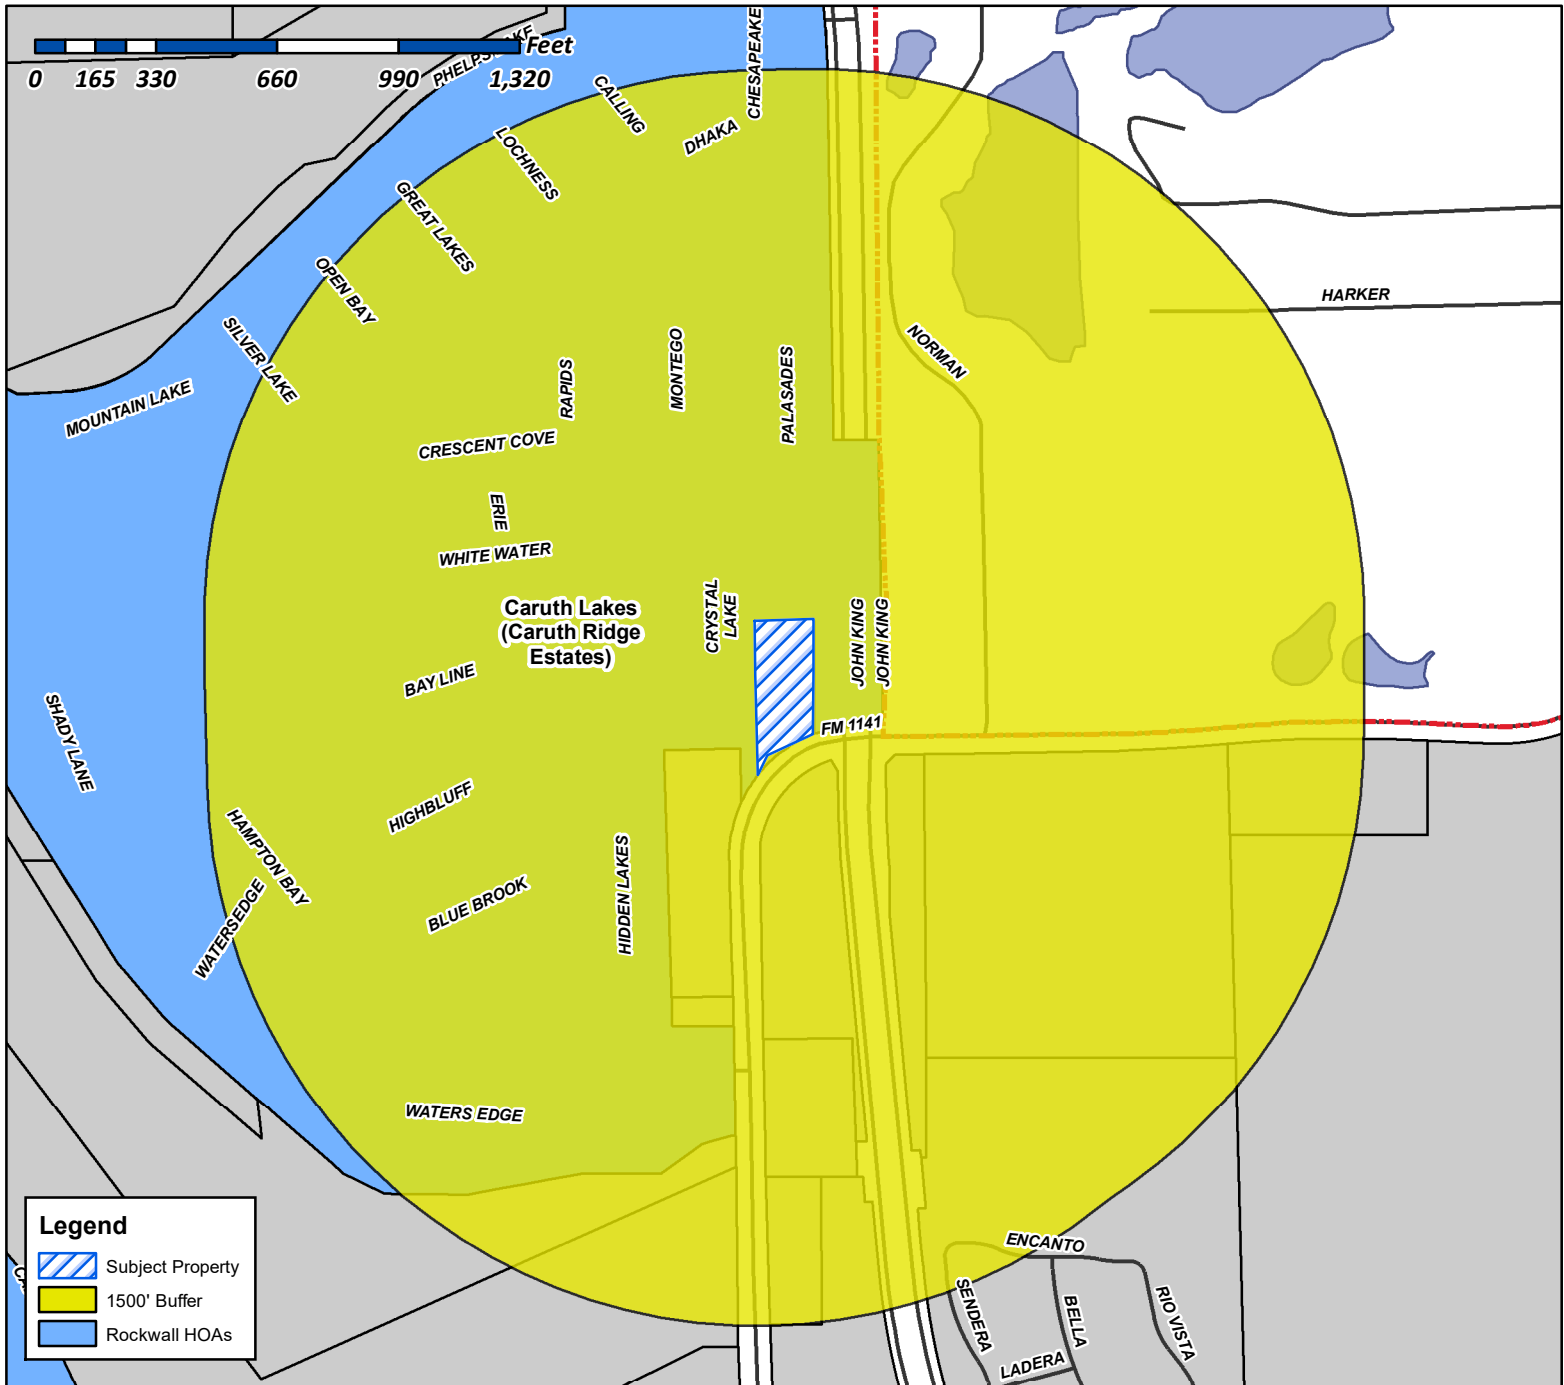 Feet
0 165 330 660 990 1,320
CHESAPEAKE
CALLING
DHAKA
LOCHNESS
GREAT LAKES
OPEN BAY
SILVER LAKE
MOUNTAIN LAKE
HARKER
NORMAN
RAPIDS
MONTEGO
PALASADES
CRESCENT COVE
ERIE
WHITE WATER
Caruth Lakes
(Caruth Ridge
Estates)
CRYSTAL
LAKE
JOHN KING
JOHN KING
BAY LINE
FM 1141
SHADY LANE
HIGHBLUFF
HAMPTON BAY
WATERSEDGE
BLUE BROOK
HIDDEN LAKES
WATERS EDGE
ENCANTO
SENDERA
BELLA
RIO VISTA
LADERA
Legend
Subject Property
1500' Buffer
Rockwall HOAs